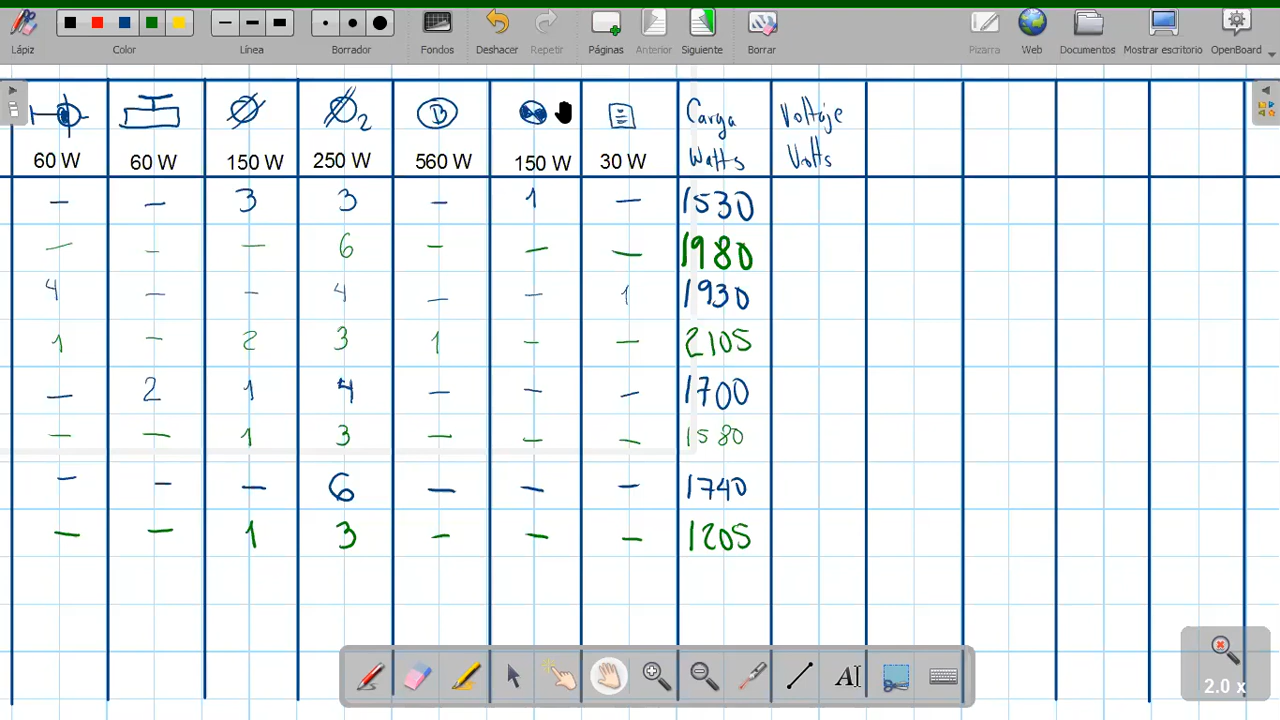 Lápiz Color Línea Borrador Fondos Deshacer Repetir Páginas Anterior Siguiente Borrar Pizarra Web Documentos Mostrar escritorio OpenBoard
2 B Carga Voltaje
60 W 60 W 150 W 250 W 560 W 150 W 30 W Watts Volts
- - 3 3 - 1 - 1530
- - - 6 - - - 1980
4 - - 4 - - 1 1930
1 - 2 3 1 - - 2105
- 2 1 4 - - - 1700
- - 1 3 - - - 1580
- - - 6 - - - 1740
- - 1 3 - - - 1205
AI
2.0 x